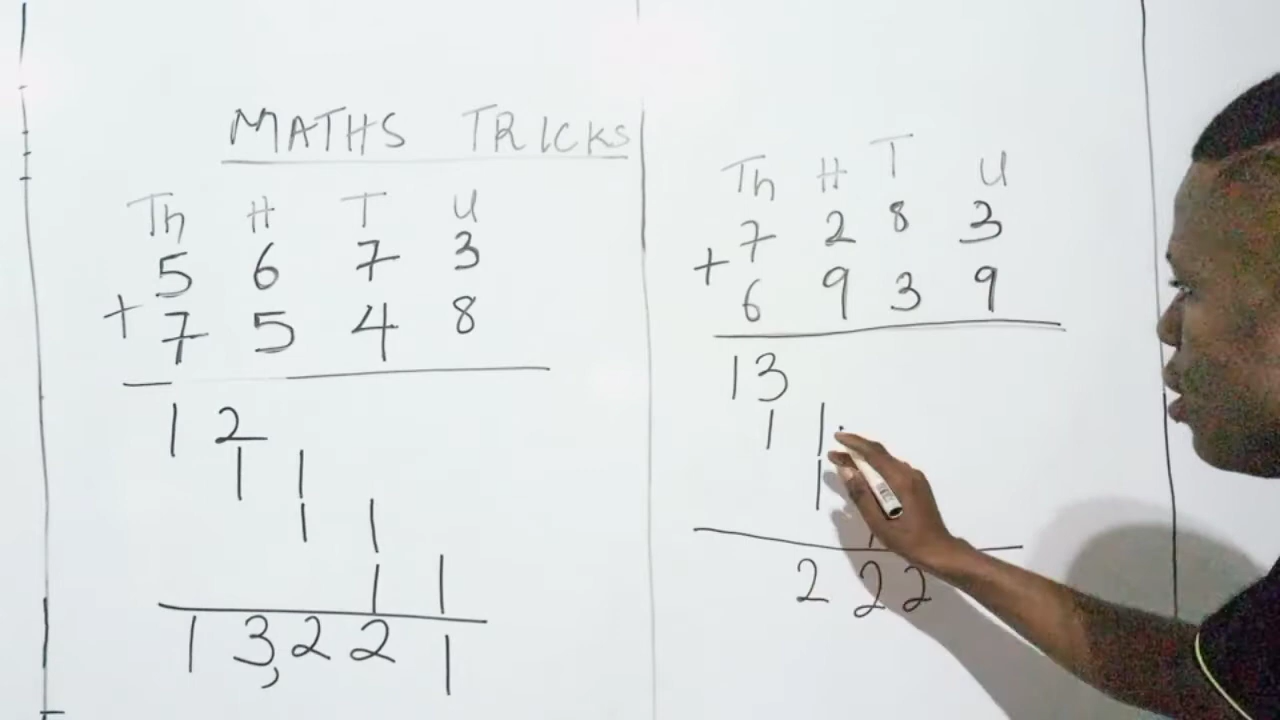 MATHS TRICKS
Th H T U
5 6 7 3
+ 7 5 4 8
1 2
1 1
1 1
1 1
1 3,2 2 1
Th H T U
7 2 8 3
+ 6 9 3 9
1 3
1 1
1
2 2 2